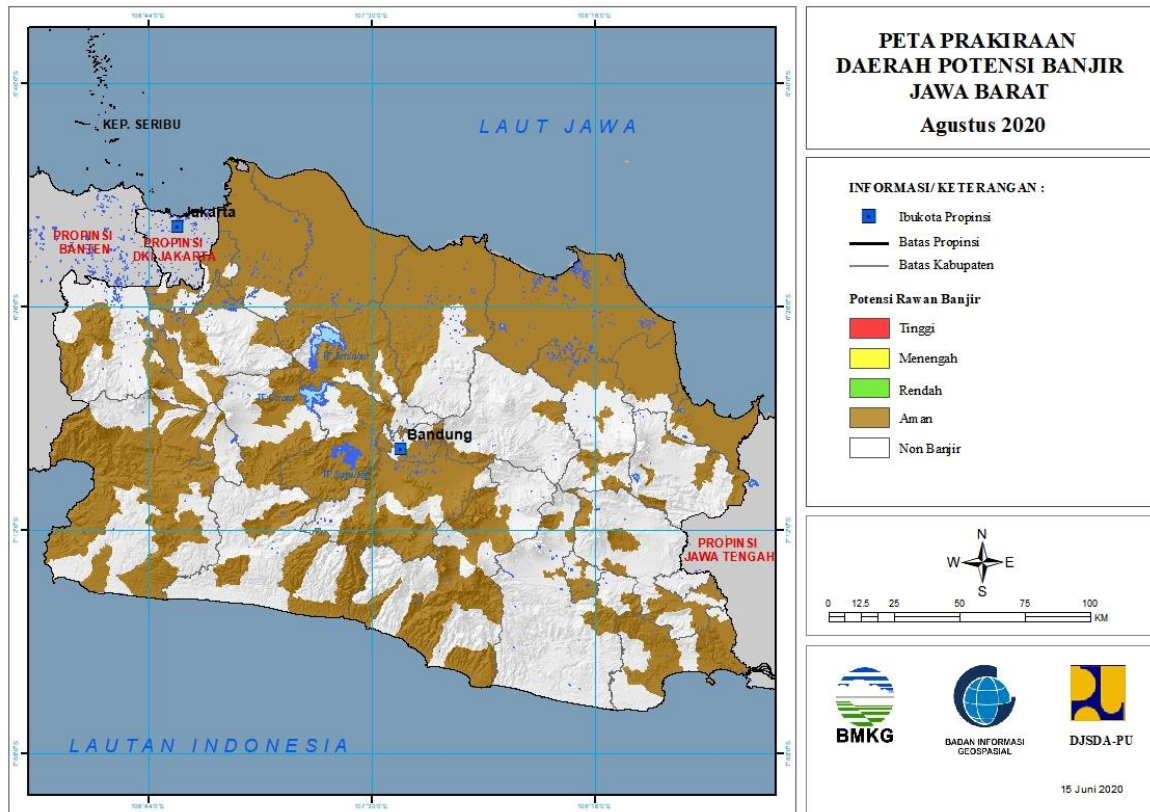 PETA PRAKIRAAN
DAERAH POTENSI BANJIR
JAWA BARAT
Agustus 2020
INFORMASI/ KETERANGAN :
Ibukota Propinsi
Batas Propinsi
Batas Kabupaten
Potensi Rawan Banjir
Tinggi
Menengah
Rendah
Aman
Non Banjir
N
W E
S
0 12.5 25 50 75 100
KM
BMKG
BADAN INFORMASI
GEOSPASIAL
DJSDA-PU
15 Juni 2020
KEP. SERIBU
LAUT JAWA
Jakarta
PROPINSI
BANTEN
PROPINSI
DKI JAKARTA
Bandung
PROPINSI
JAWA TENGAH
LAUTAN INDONESIA